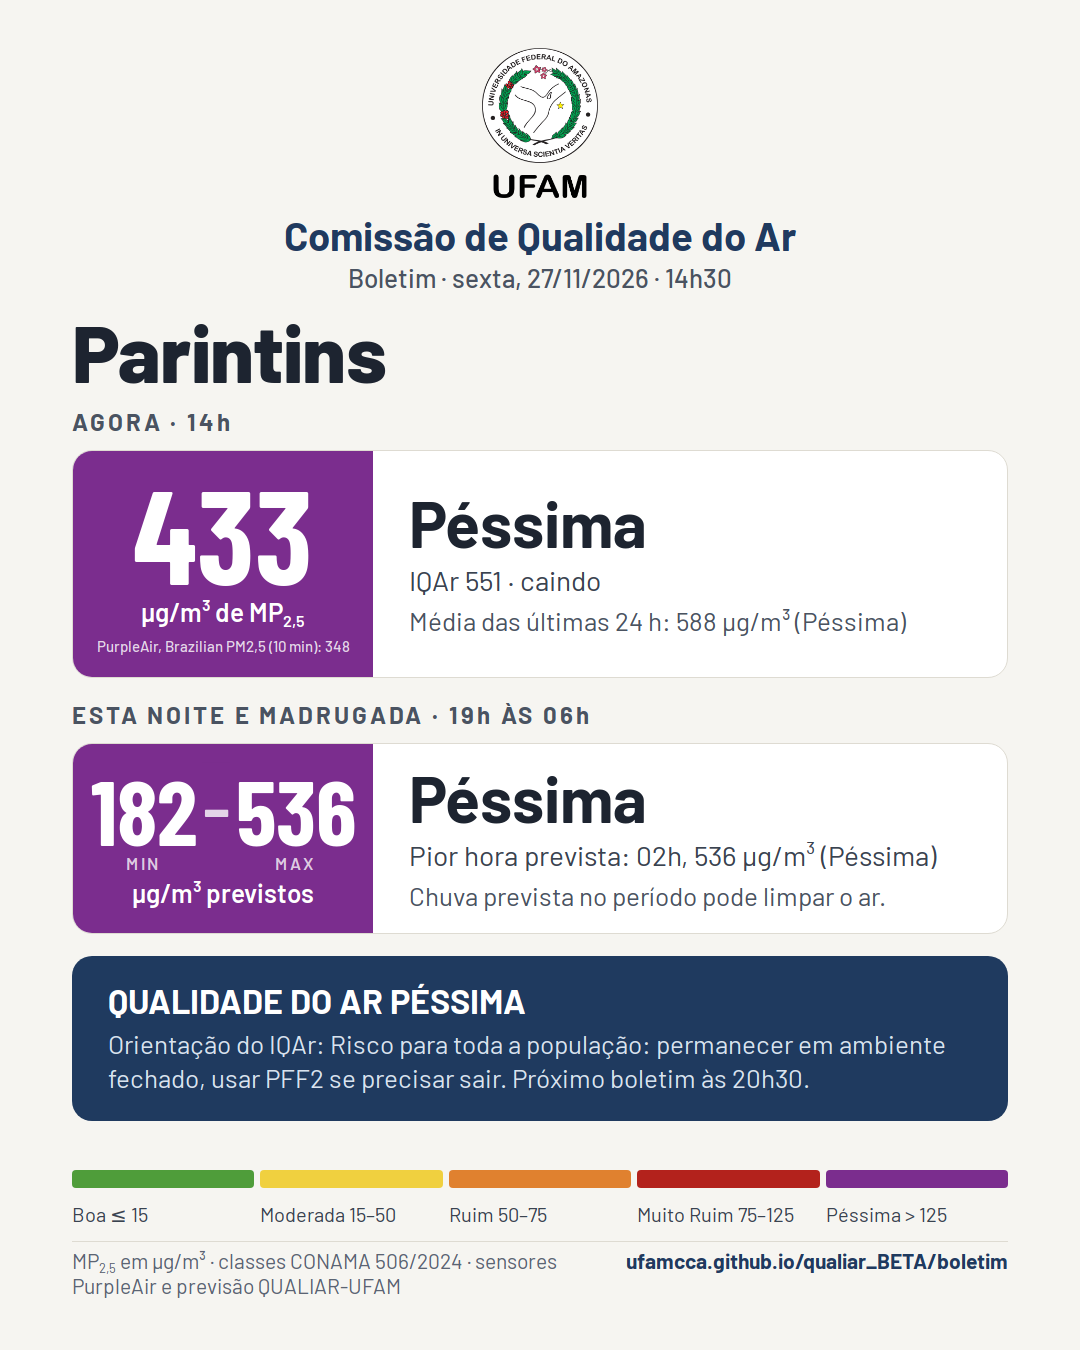 UNIVERSIDADE FEDERAL DO AMAZONAS
IN UNIVERSA SCIENTIA VERITAS
UFAM
Comissão de Qualidade do Ar
Boletim · sexta, 27/11/2026 · 14h30
Parintins
AGORA · 14h
433
µg/m³ de MP2,5
PurpleAir, Brazilian PM2,5 (10 min): 348
Péssima
IQAr 551 · caindo
Média das últimas 24 h: 588 µg/m³ (Péssima)
ESTA NOITE E MADRUGADA · 19h ÀS 06h
182–536
MIN MAX
µg/m³ previstos
Péssima
Pior hora prevista: 02h, 536 µg/m³ (Péssima)
Chuva prevista no período pode limpar o ar.
QUALIDADE DO AR PÉSSIMA
Orientação do IQAr: Risco para toda a população: permanecer em ambiente
fechado, usar PFF2 se precisar sair. Próximo boletim às 20h30.
Boa ≤ 15
Moderada 15–50
Ruim 50–75
Muito Ruim 75–125
Péssima > 125
MP2,5 em µg/m³ · classes CONAMA 506/2024 · sensores
PurpleAir e previsão QUALIAR-UFAM
ufamcca.github.io/qualiar_BETA/boletim